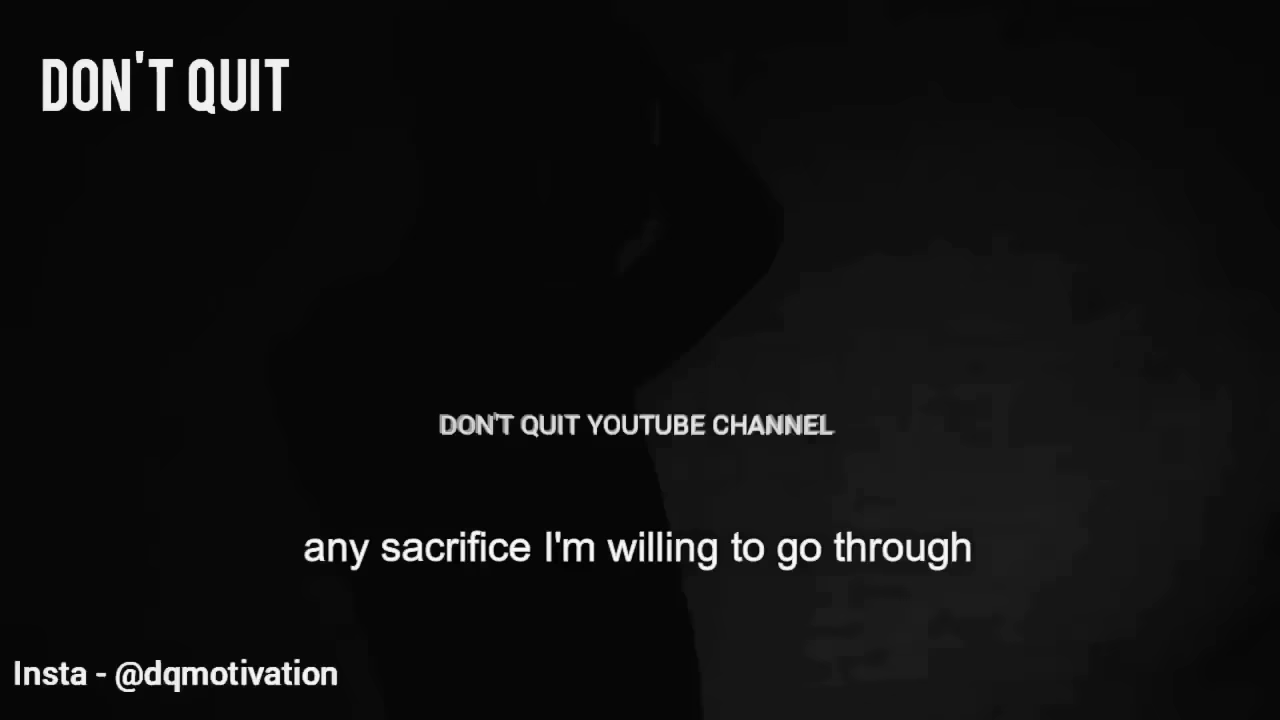 DON'T QUIT
DON'T QUIT YOUTUBE CHANNEL
any sacrifice I'm willing to go through
Insta - @dqmotivation